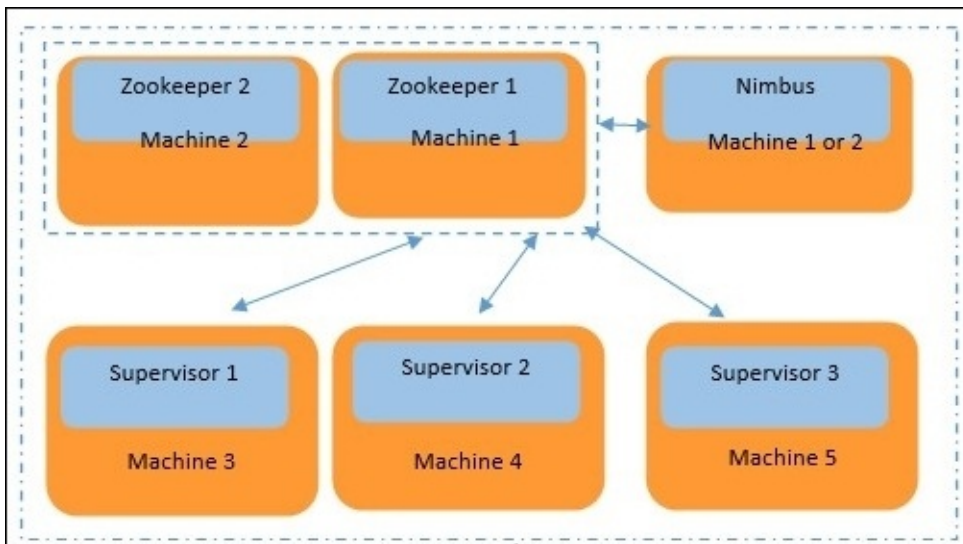 Zookeeper 2
Machine 2
Zookeeper 1
Machine 1
Nimbus
Machine 1 or 2
Supervisor 1
Machine 3
Supervisor 2
Machine 4
Supervisor 3
Machine 5